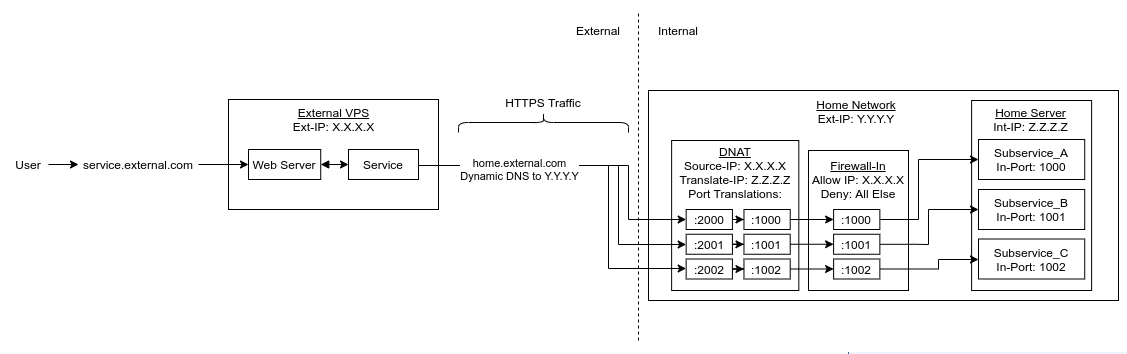 External
Internal
User
service.external.com
External VPS
Ext-IP: X.X.X.X
Web Server
Service
HTTPS Traffic
home.external.com
Dynamic DNS to Y.Y.Y.Y
Home Network
Ext-IP: Y.Y.Y.Y
DNAT
Source-IP: X.X.X.X
Translate-IP: Z.Z.Z.Z
Port Translations:
:2000
:1000
:2001
:1001
:2002
:1002
Firewall-In
Allow IP: X.X.X.X
Deny: All Else
:1000
:1001
:1002
Home Server
Int-IP: Z.Z.Z.Z
Subservice_A
In-Port: 1000
Subservice_B
In-Port: 1001
Subservice_C
In-Port: 1002